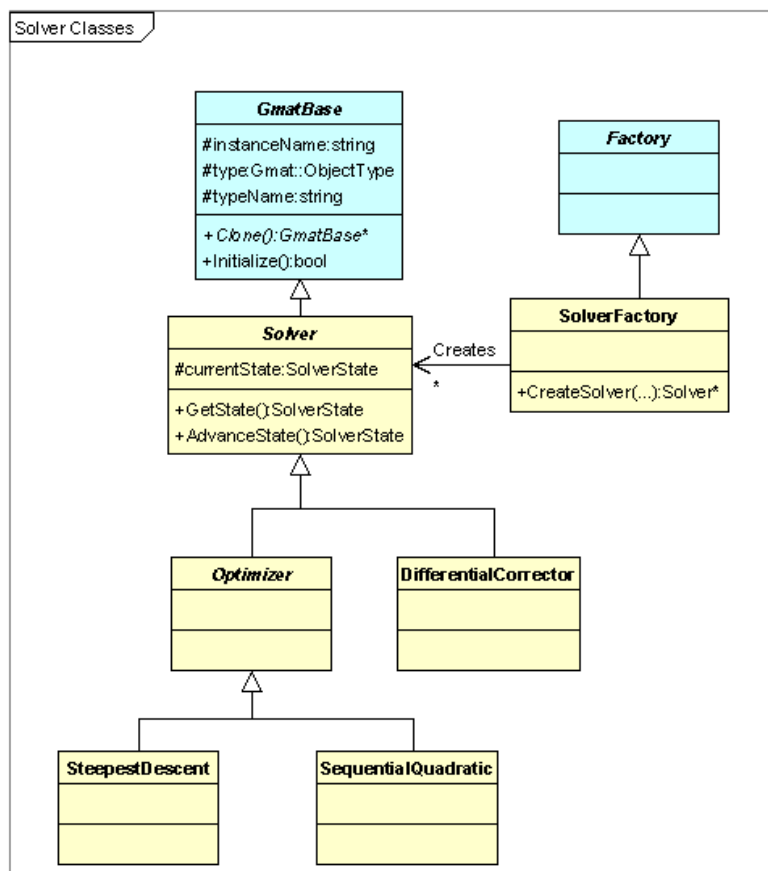 Solver Classes
GmatBase
#instanceName:string
#type:Gmat::ObjectType
#typeName:string
+Clone():GmatBase*
+Initialize():bool
Factory
Solver
#currentState:SolverState
+GetState():SolverState
+AdvanceState():SolverState
Creates
*
SolverFactory
+CreateSolver(...):Solver*
Optimizer
DifferentialCorrector
SteepestDescent
SequentialQuadratic